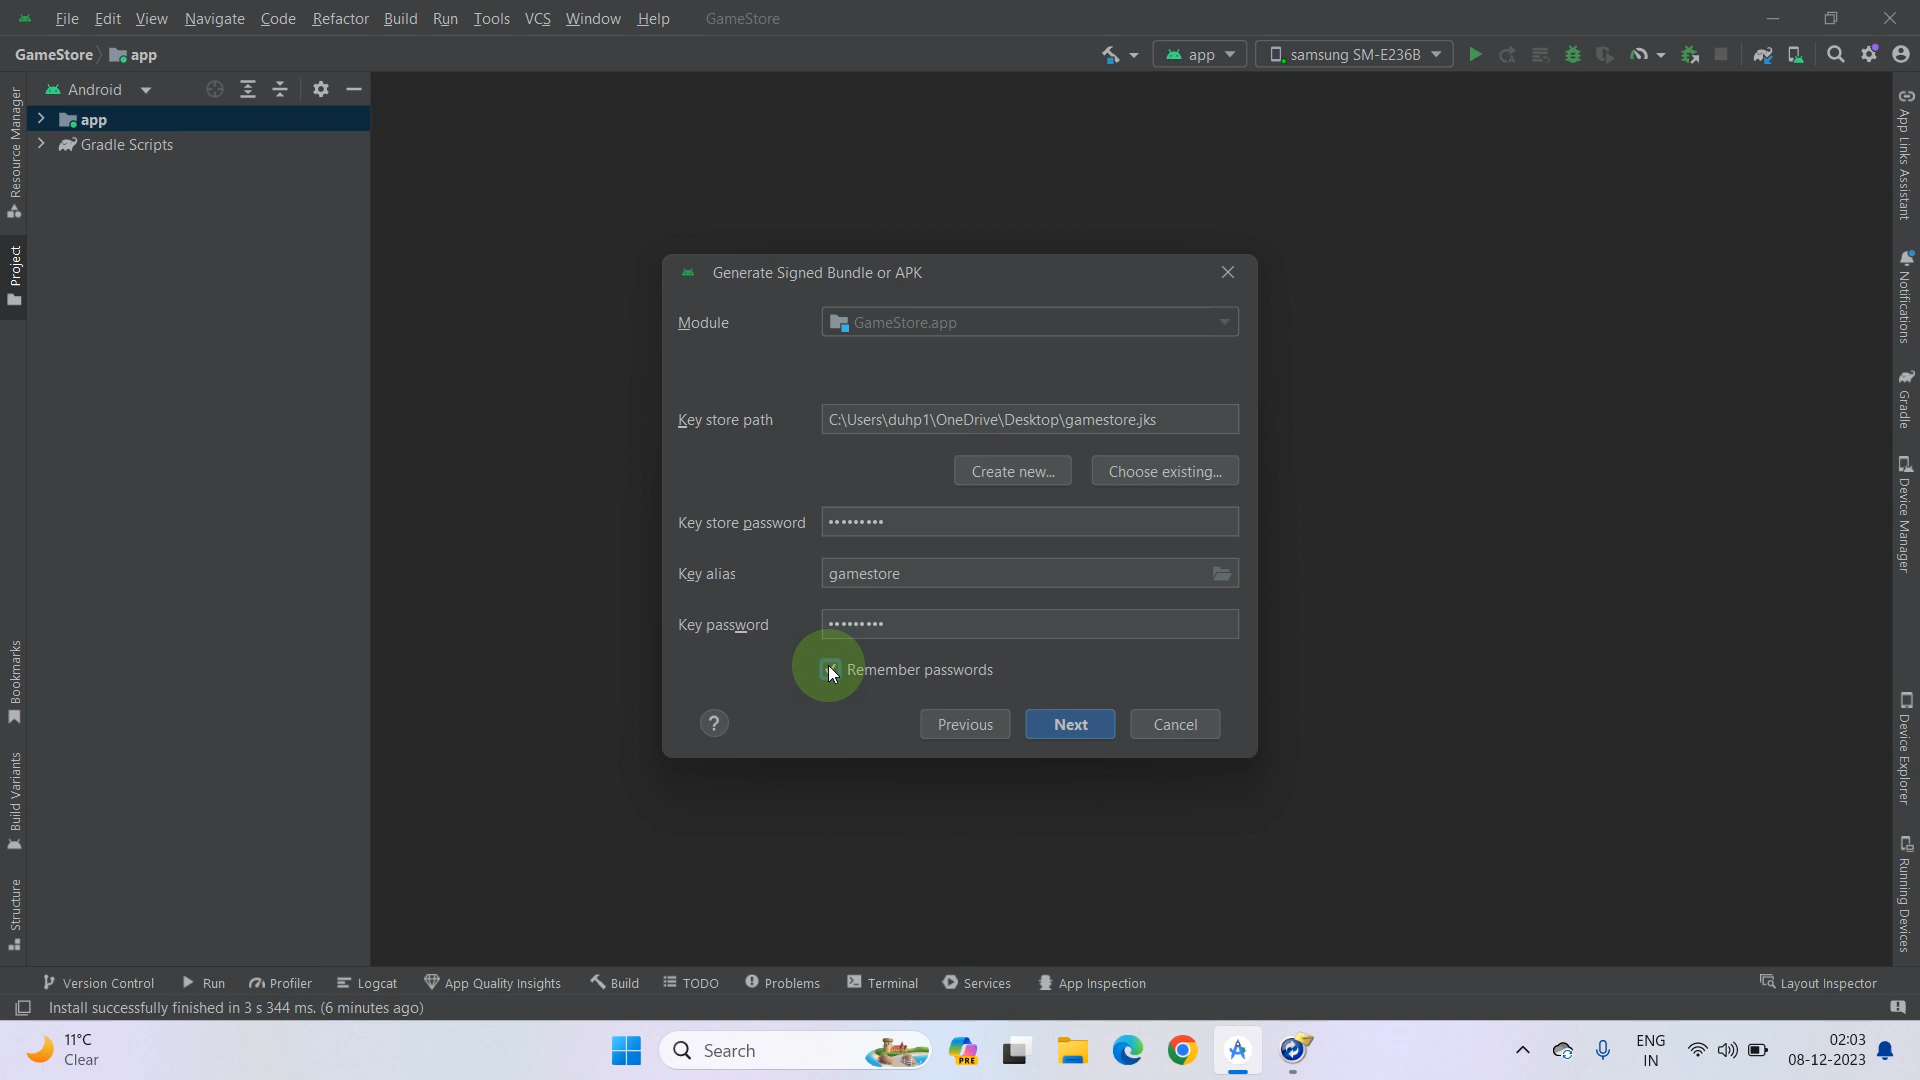 File Edit View Navigate Code Refactor Build Run Tools VCS Window Help GameStore
GameStore app
app samsung SM-E236B
Android
app
Gradle Scripts
Resource Manager
Project
Bookmarks
Build Variants
Structure
Generate Signed Bundle or APK
Module GameStore.app
Key store path C:\Users\duhp1\OneDrive\Desktop\gamestore.jks
Create new... Choose existing...
Key store password •••••••••
Key alias gamestore
Key password •••••••••
Remember passwords
? Previous Next Cancel
App Links Assistant
Notifications
Gradle
Device Manager
Device Explorer
Running Devices
Version Control Run Profiler Logcat App Quality Insights Build TODO Problems Terminal Services App Inspection Layout Inspector
Install successfully finished in 3 s 344 ms. (6 minutes ago)
11°C
Clear
Search
PRE
ENG
IN
02:03
08-12-2023